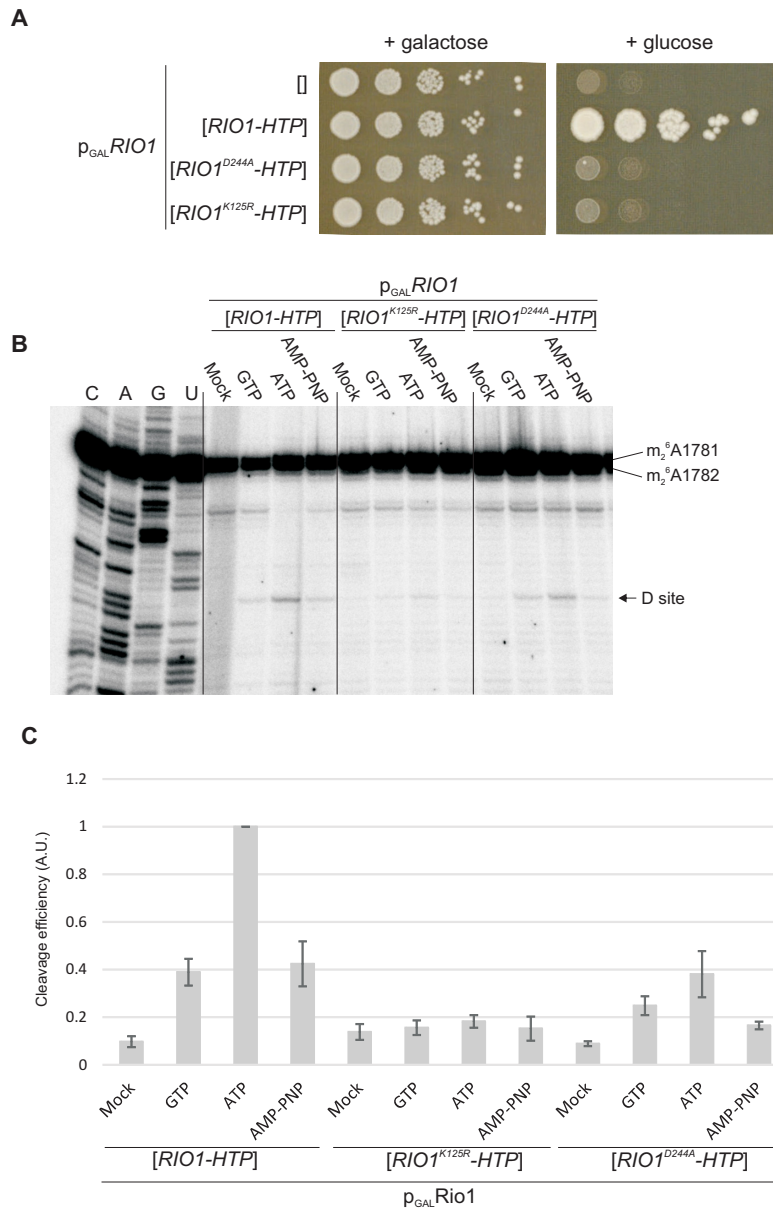 A
+ galactose + glucose
[]
[RIO1-HTP]
pGALRIO1
[RIO1D244A-HTP]
[RIO1K125R-HTP]
pGALRIO1
[RIO1-HTP] [RIO1K125R-HTP] [RIO1D244A-HTP]
B
C A G U Mock GTP ATP AMP-PNP Mock GTP ATP AMP-PNP Mock GTP ATP AMP-PNP
m26A1781
m26A1782
D site
C
Cleavage efficiency (A.U.)
1.2
1
0.8
0.6
0.4
0.2
0
Mock GTP ATP AMP-PNP Mock GTP ATP AMP-PNP Mock GTP ATP AMP-PNP
[RIO1-HTP] [RIO1K125R-HTP] [RIO1D244A-HTP]
pGALRio1